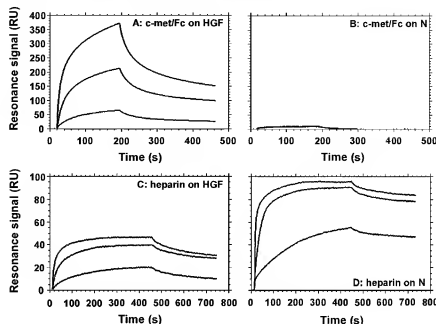 A: c-met/Fc on HGF
Resonance signal (RU)
400
350
300
250
200
150
100
50
0
0 100 200 300 400 500
Time (s)
B: c-met/Fc on N
0 100 200 300 400 500
Time (s)
C: heparin on HGF
Resonance signal (RU)
100
80
60
40
20
0
0 100 200 300 400 500 600 700 800
Time (s)
D: heparin on N
0 100 200 300 400 500 600 700 800
Time (s)